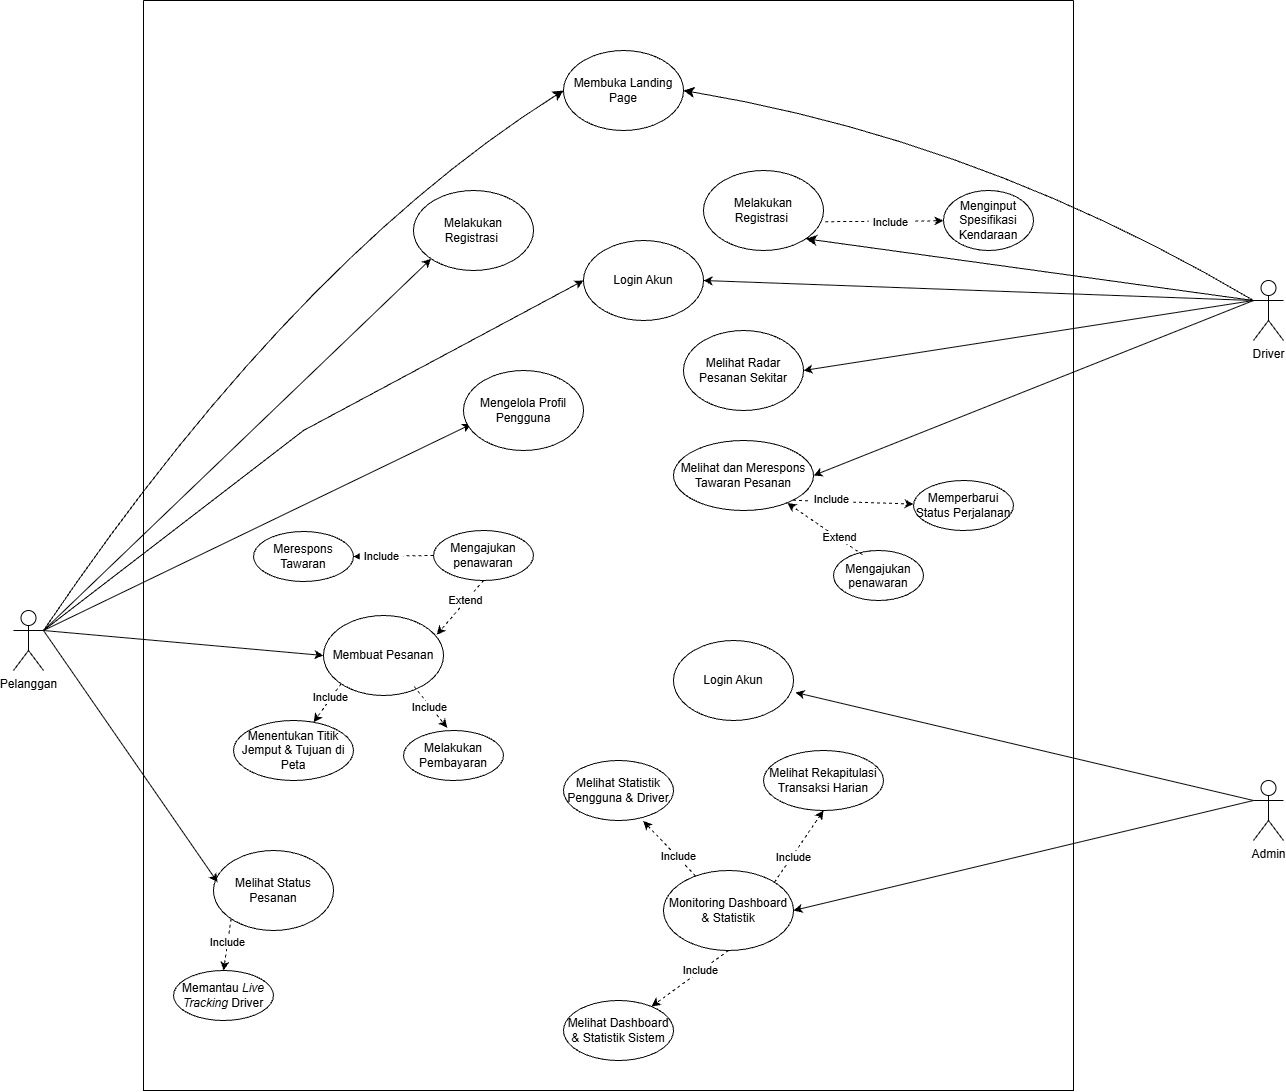 Membuka Landing
Page
Melakukan
Registrasi
Melakukan
Registrasi
Include
Menginput
Spesifikasi
Kendaraan
Login Akun
Driver
Melihat Radar
Pesanan Sekitar
Mengelola Profil
Pengguna
Melihat dan Merespons
Tawaran Pesanan
Include
Memperbarui
Status Perjalanan
Extend
Mengajukan
penawaran
Merespons
Tawaran
Include
Mengajukan
penawaran
Extend
Membuat Pesanan
Pelanggan
Include
Include
Menentukan Titik
Jemput & Tujuan di
Peta
Melakukan
Pembayaran
Login Akun
Melihat Statistik
Pengguna & Driver
Melihat Rekapitulasi
Transaksi Harian
Include
Include
Admin
Monitoring Dashboard
& Statistik
Include
Melihat Dashboard
& Statistik Sistem
Melihat Status
Pesanan
Include
Memantau Live
Tracking Driver